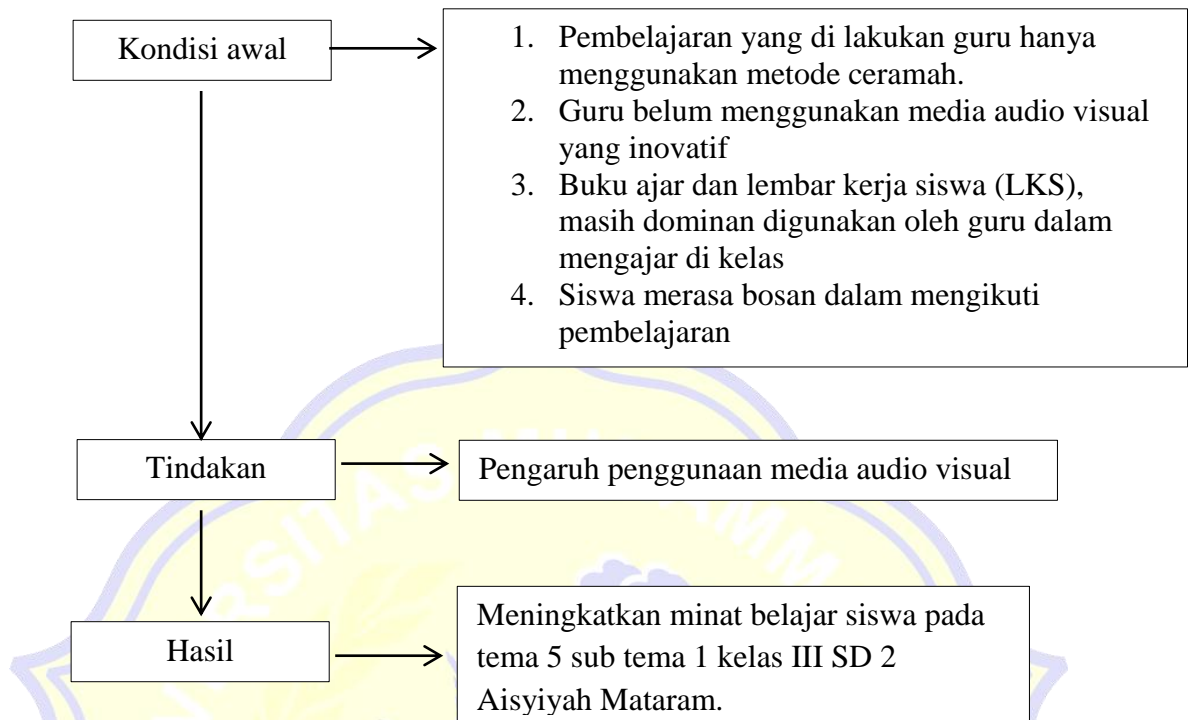 Kondisi awal
1. Pembelajaran yang di lakukan guru hanya
menggunakan metode ceramah.
2. Guru belum menggunakan media audio visual
yang inovatif
3. Buku ajar dan lembar kerja siswa (LKS),
masih dominan digunakan oleh guru dalam
mengajar di kelas
4. Siswa merasa bosan dalam mengikuti
pembelajaran
Tindakan
Pengaruh penggunaan media audio visual
Hasil
Meningkatkan minat belajar siswa pada
tema 5 sub tema 1 kelas III SD 2
Aisyiyah Mataram.